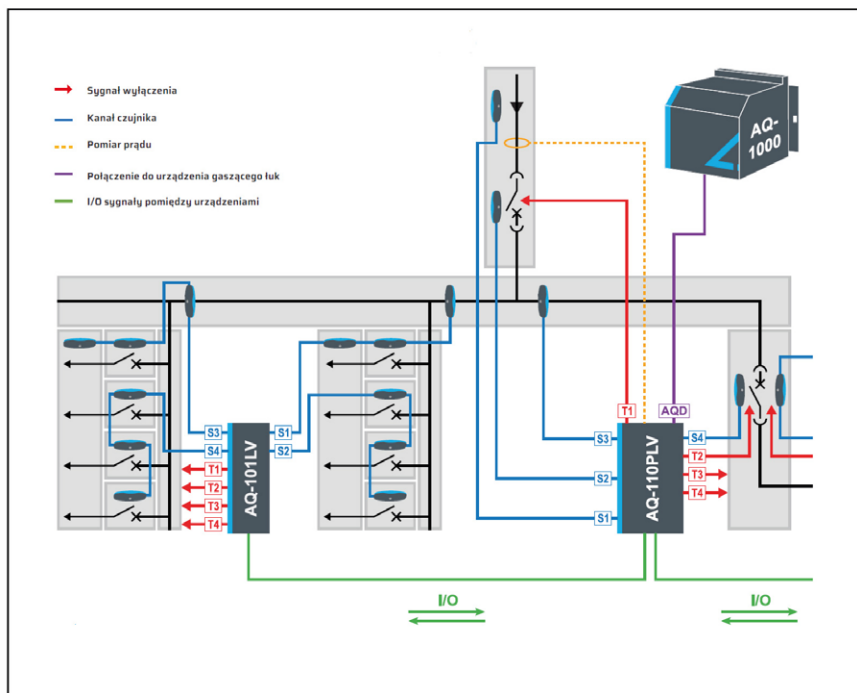 Sygnał wyłączenia
Kanał czujnika
Pomiar prądu
Połączenie do urządzenia gaszącego łuk
I/O sygnały pomiędzy urządzeniami
AQ-
1000
T1
AQD
S3
S4
T1
T2
T3
T4
AQ-101LV
S1
S2
S3
S2
S1
AQ-110PLV
S4
T2
T3
T4
I/O
I/O